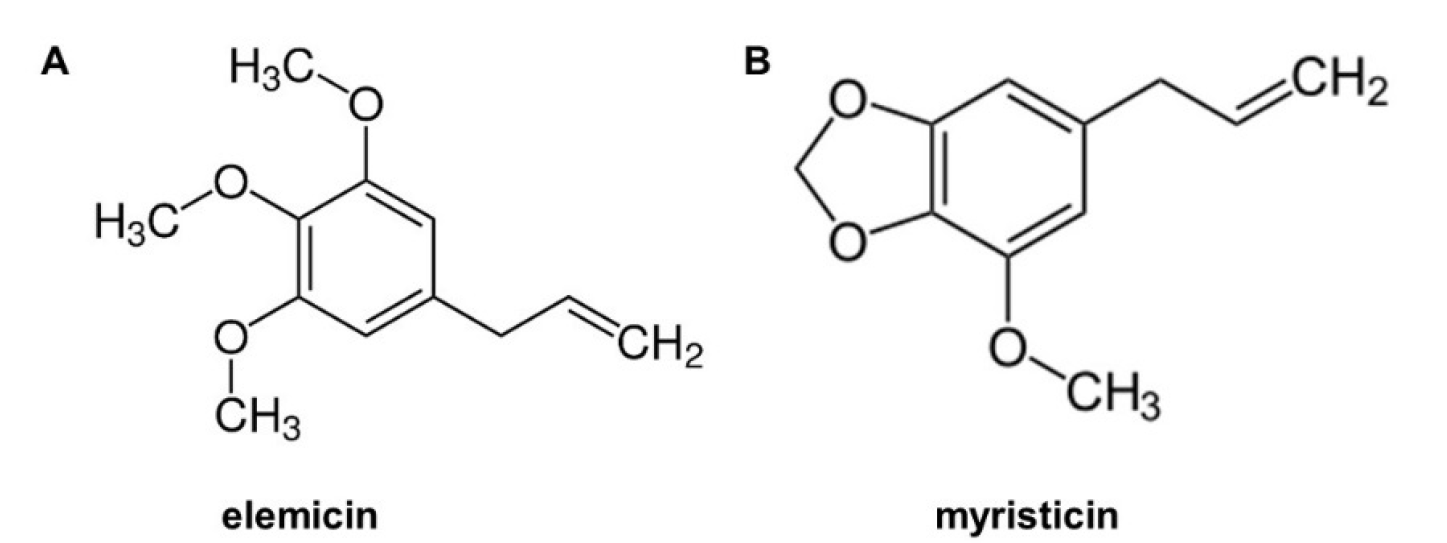 A
H₃C
O
O
H₃C
O
CH₂
CH₃
elemicin
B
O
CH₂
O
O
CH₃
myristicin